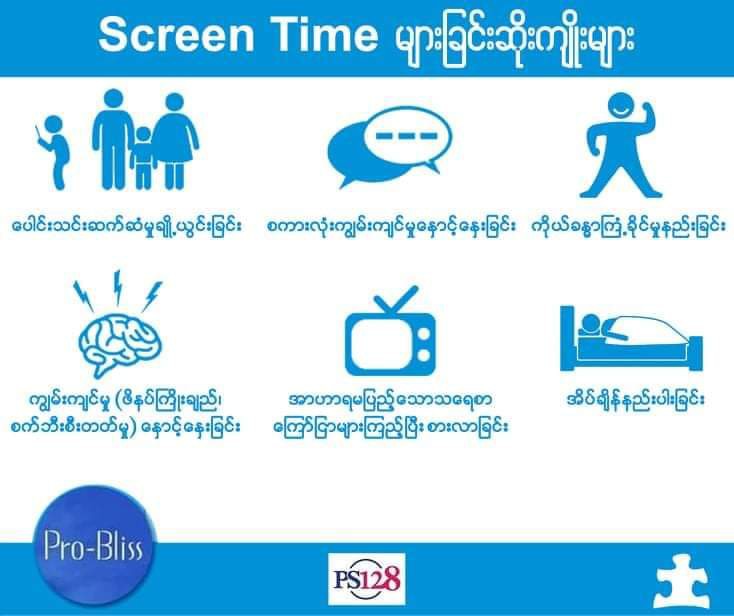 Screen Time များခြင်းဆိုးကျိုးများ
ပေါင်းသင်းဆက်ဆံမှုချို့ယွင်းခြင်း
စကားလုံးကျွမ်းကျင်မှုနှောင့်နှေးခြင်း
ကိုယ်ခန္ဓာကြံ့ခိုင်မှုနည်းခြင်း
ကျွမ်းကျင်မှု (ဖိနပ်ကြိုးချည်၊
စက်ဘီးစီးတတ်မှု) နှောင့်နှေးခြင်း
အာဟာရမပြည့်သောသရေစာ
ကြော်ငြာများကြည့်ပြီး စားလာခြင်း
အိပ်ချိန်နည်းပါးခြင်း
Pro-Bliss
PS128